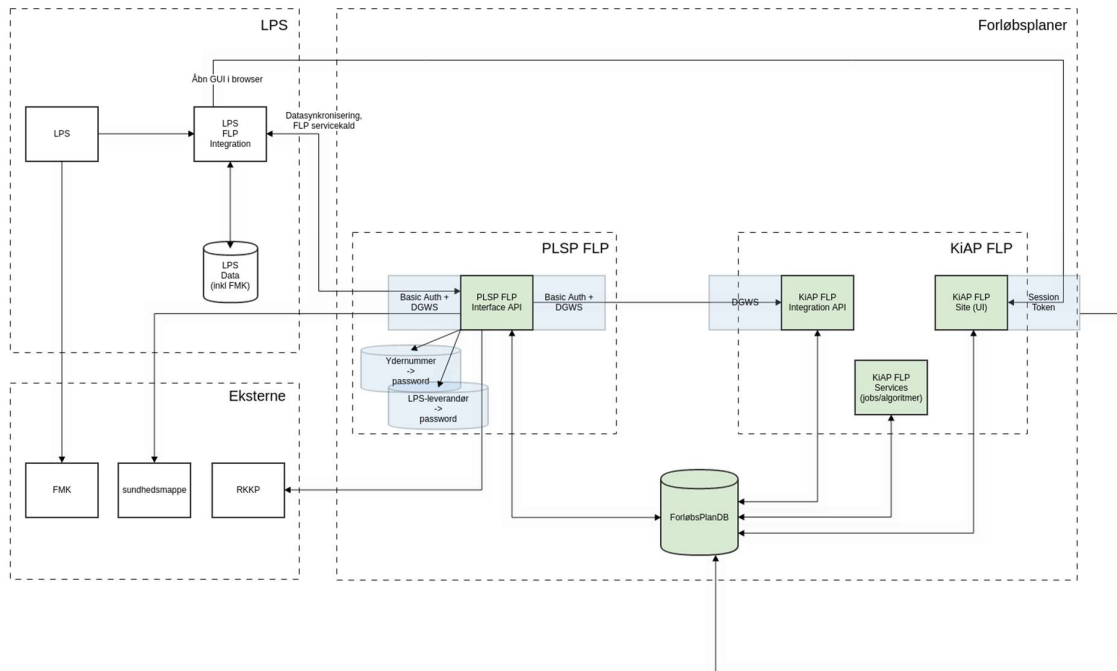 LPS
Forløbsplaner
Åbn GUI i browser
LPS
LPS
FLP
Integration
Datasynkronisering,
FLP servicekald
LPS
Data
(inkl FMK)
PLSP FLP
KiAP FLP
Basic Auth +
DGWS
PLSP FLP
Interface API
Basic Auth +
DGWS
DGWS
KiAP FLP
Integration API
KiAP FLP
Site (UI)
Session
Token
Ydernummer
->
password
LPS-leverandør
->
password
KiAP FLP
Services
(jobs/algoritmer)
Eksterne
FMK
sundhedsmappe
RKKP
ForløbsPlanDB